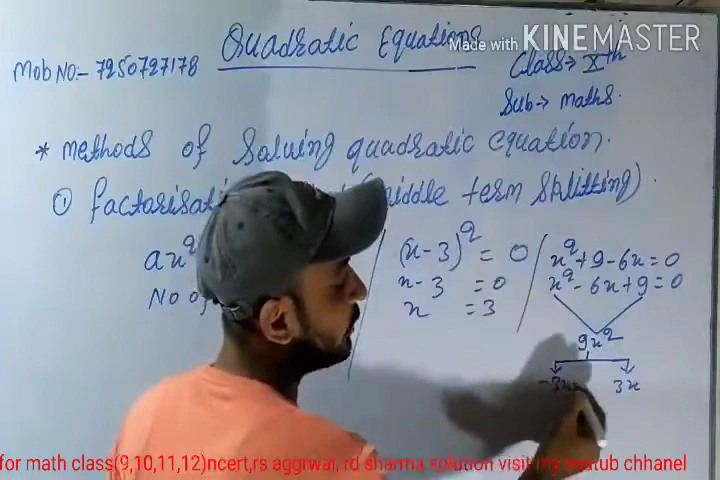 Quadratic Equations
Made with KINEMASTER
Mob No:- 7250727178
Class→ Xth
Sub→ Maths.
* Methods of Solving quadratic equation.
① factorisati middle term Splitting).
ax²
No of
(x-3)² = 0
x-3 = 0
x = 3
x²+9-6x=0
x²-6x+9=0
9x²
-3x 3x
for math class(9,10,11,12)ncert,rs aggrwal, rd sharma solution visit my youtub chhanel